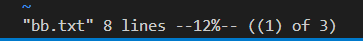 ~
"bb.txt" 8 lines --12%-- ((1) of 3)